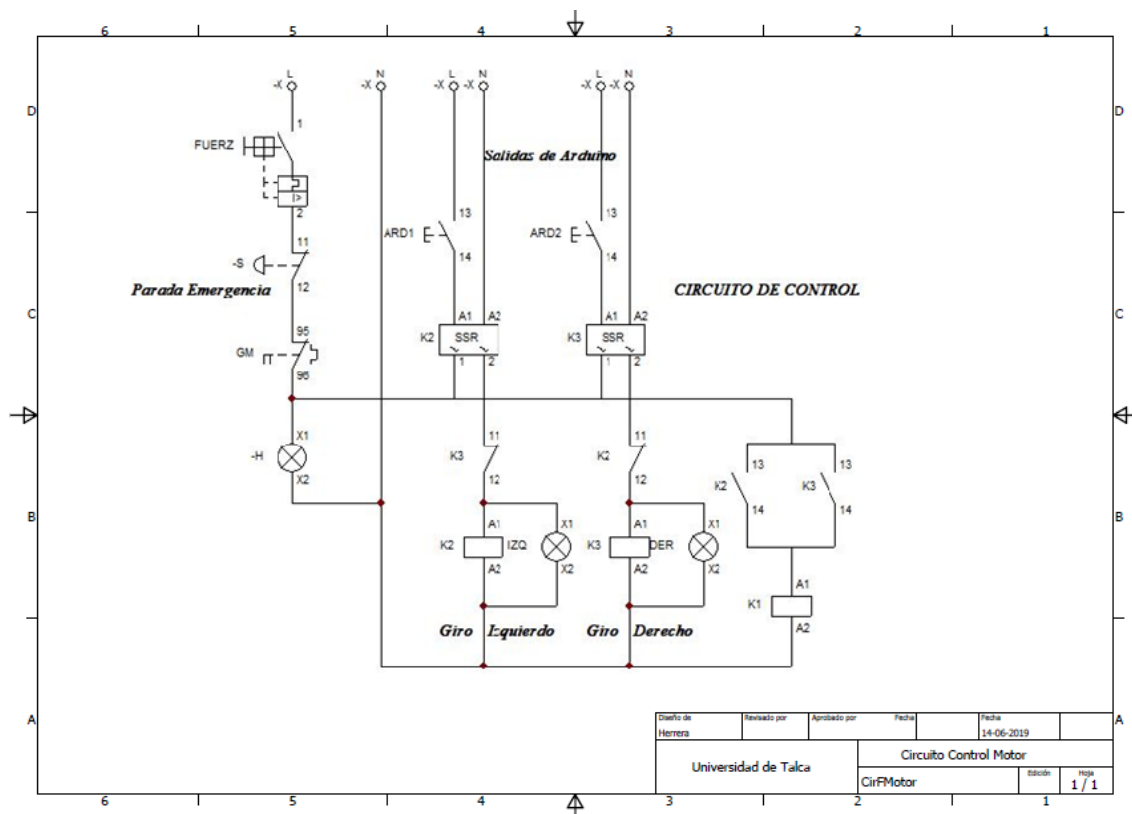 6 5 4 3 2 1
L N L N L N
-X -X -X -X -X -X
D D
1
FUERZ
Salidas de Arduino
I>
2
13 13
11 ARD1 ARD2
-S 14 14
12
Parada Emergencia CIRCUITO DE CONTROL
C C
A1 A2 A1 A2
95 K2 SSR K3 SSR
GM 1 2 1 2
96
11 11
X1 K3 K2
-H 13 13
X2 12 12 K2 K3
14 14
B B
A1 X1 A1 X1
K2 IZQ K3 DER
A2 X2 A2 X2
A1
K1
A2
Giro Izquierdo Giro Derecho
A A
Diseño de Revisado por Aprobado por Fecha Fecha
Herrera 14-06-2019
Universidad de Talca Circuito Control Motor
CirFMotor Edición Hoja
1 / 1
6 5 4 3 2 1